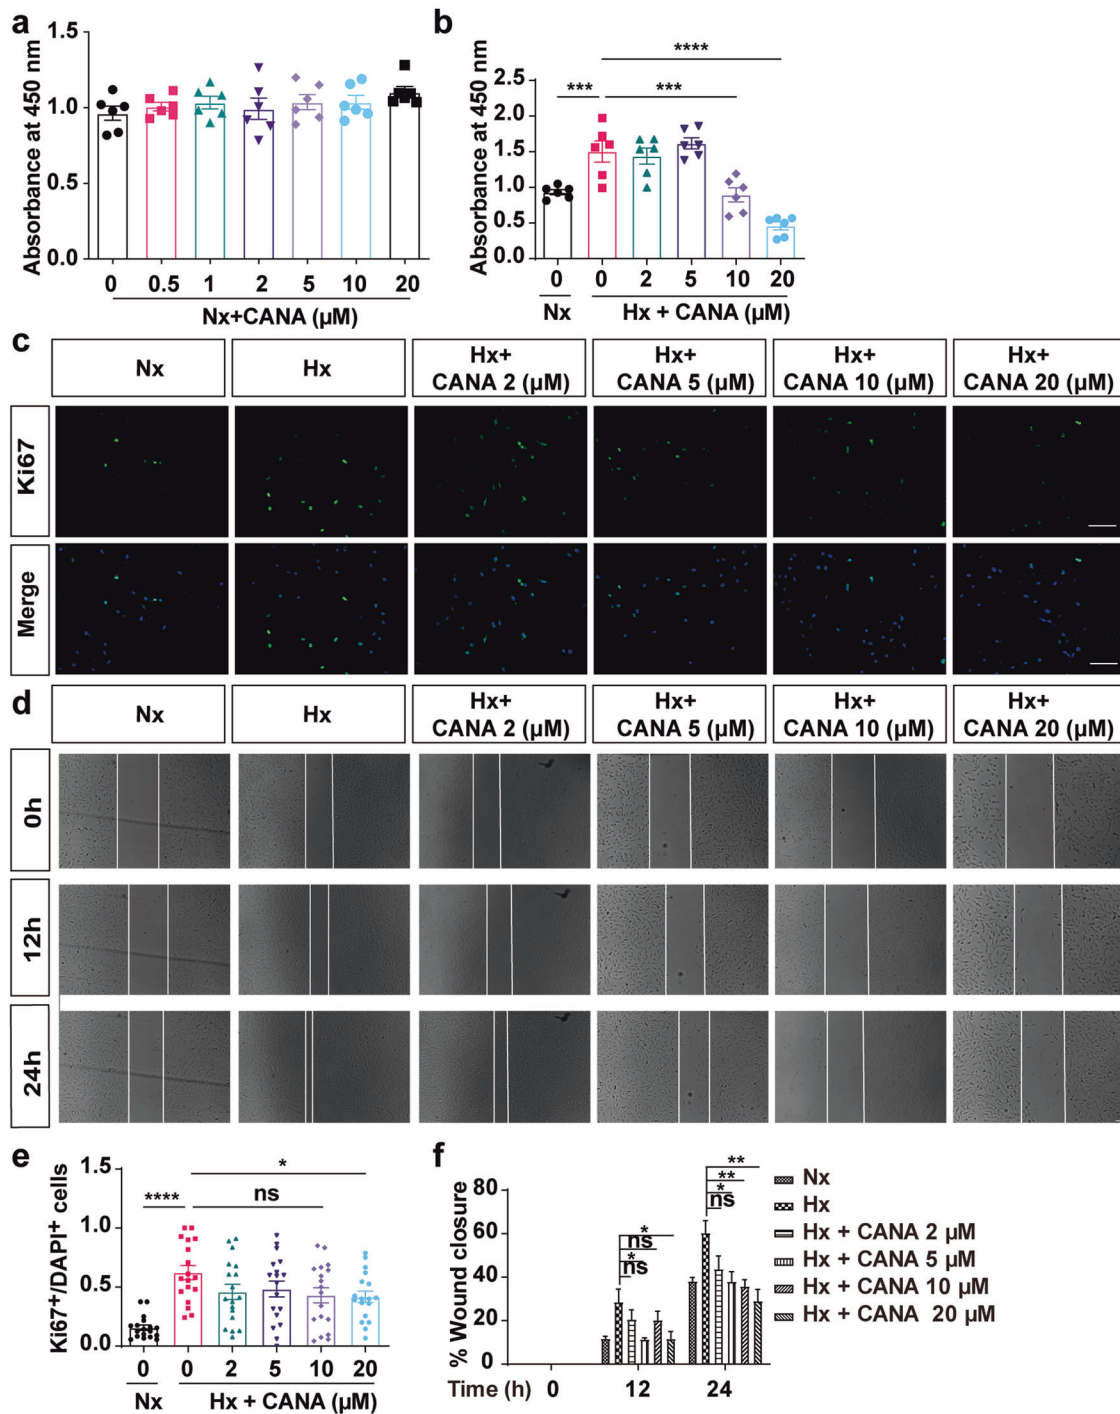 a
Absorbance at 450 nm
1.5
1.0
0.5
0.0
0 0.5 1 2 5 10 20
Nx+CANA (µM)
b
Absorbance at 450 nm
****
*** ***
2.5
2.0
1.5
1.0
0.5
0.0
0 0 2 5 10 20
Nx Hx + CANA (µM)
c
Nx
Hx
Hx+
CANA 2 (µM)
Hx+
CANA 5 (µM)
Hx+
CANA 10 (µM)
Hx+
CANA 20 (µM)
Ki67
Merge
d
Nx
Hx
Hx+
CANA 2 (µM)
Hx+
CANA 5 (µM)
Hx+
CANA 10 (µM)
Hx+
CANA 20 (µM)
0h
12h
24h
e
Ki67+/DAPI+ cells
1.5
1.0
0.5
0.0
*
**** ns
0 0 2 5 10 20
Nx Hx + CANA (µM)
f
% Wound closure
80
60
40
20
0
*
ns
*
ns
**
**
*
ns
Time (h) 0 12 24
Nx
Hx
Hx + CANA 2 µM
Hx + CANA 5 µM
Hx + CANA 10 µM
Hx + CANA 20 µM